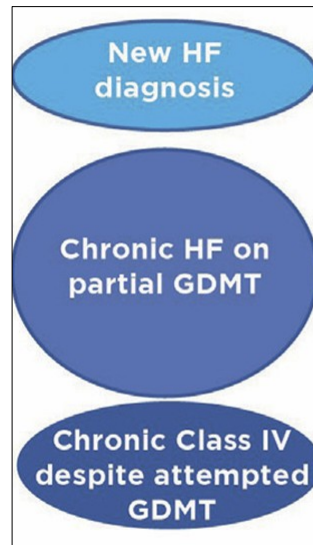 New HF
diagnosis
Chronic HF on
partial GDMT
Chronic Class IV
despite attempted
GDMT